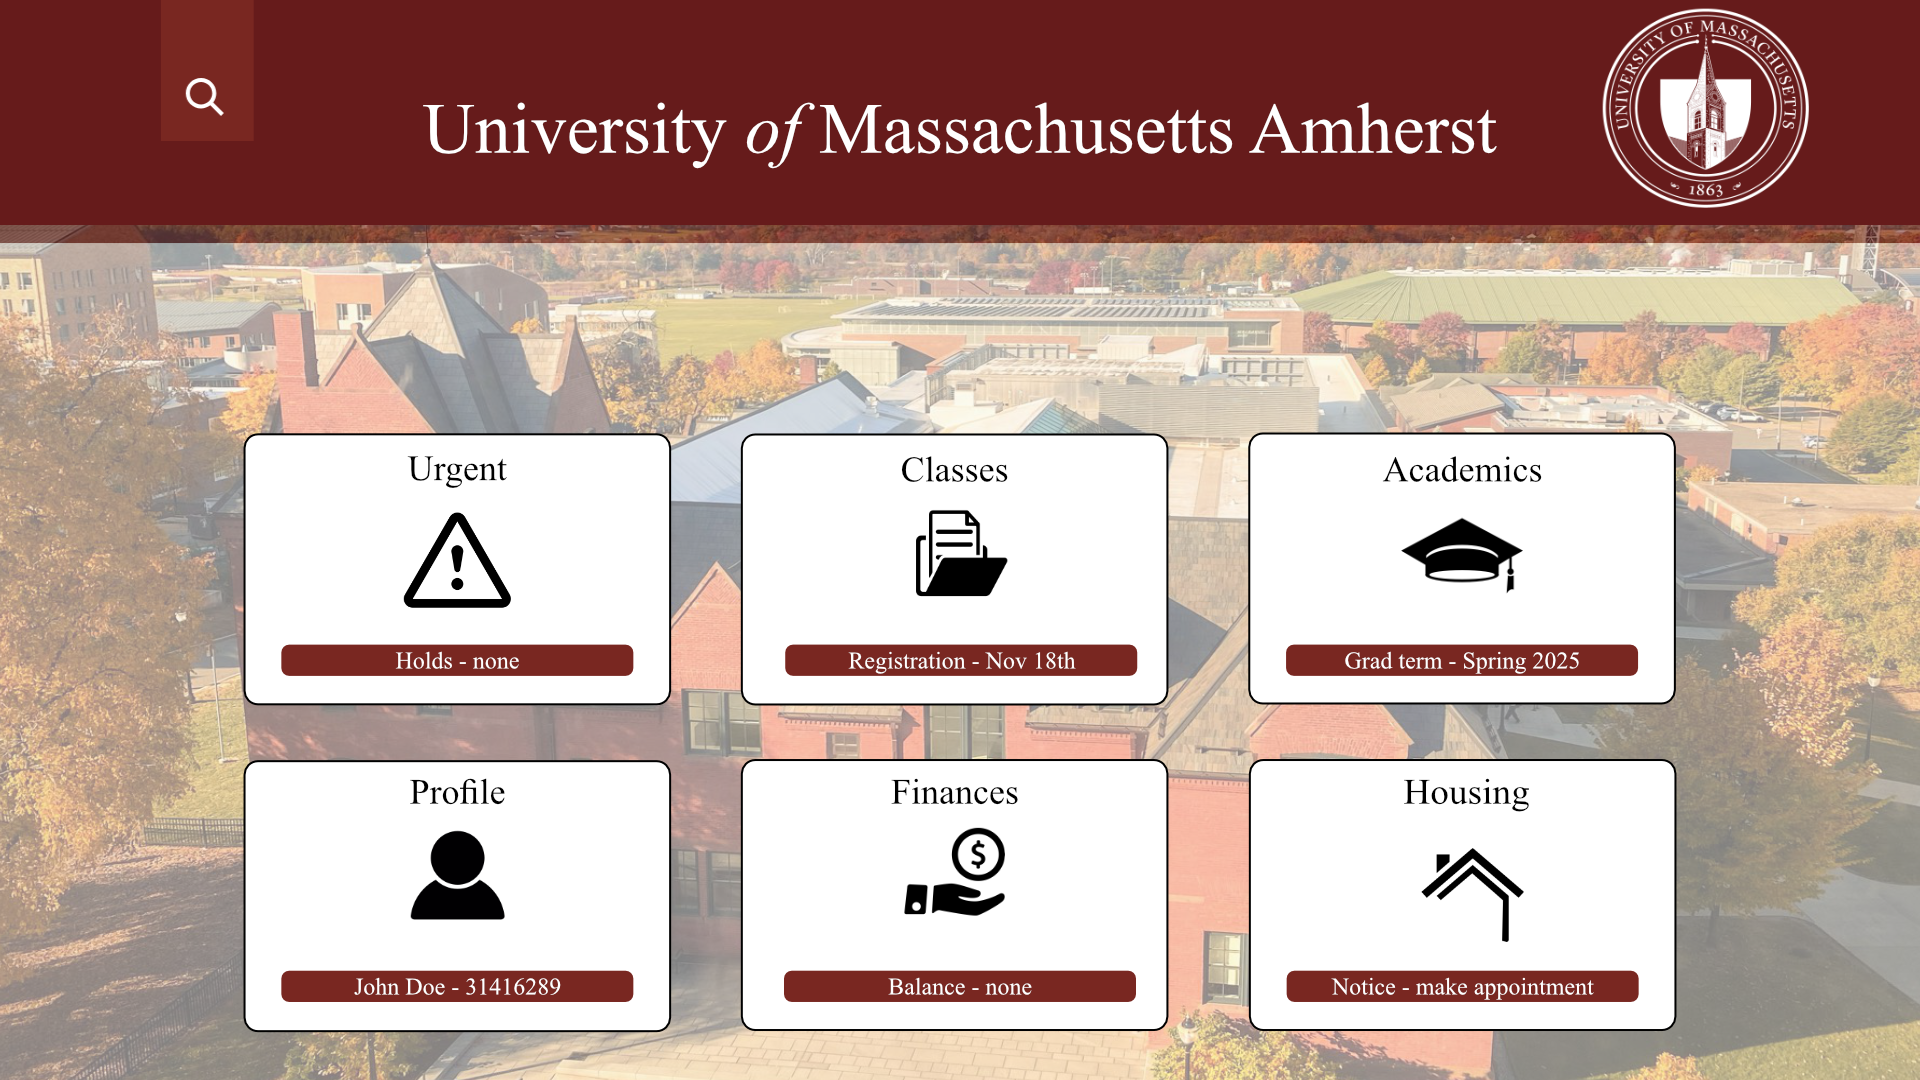 University of Massachusetts Amherst
UNIVERSITY OF MASSACHUSETTS
1863
Urgent
Holds - none
Classes
Registration - Nov 18th
Academics
Grad term - Spring 2025
Profile
John Doe - 31416289
Finances
$
Balance - none
Housing
Notice - make appointment